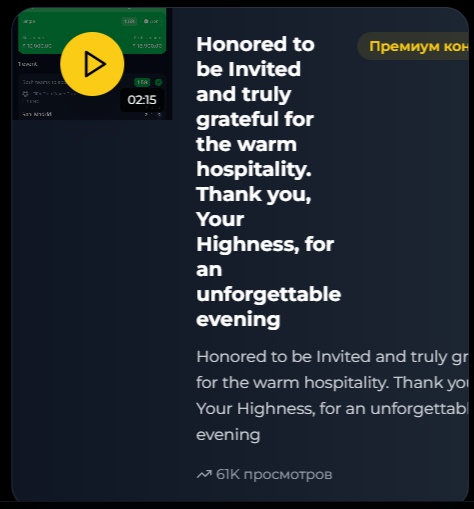 02:15
Honored to
be Invited
and truly
grateful for
the warm
hospitality.
Thank you,
Your
Highness, for
an
unforgettable
evening
Премиум кон
Honored to be Invited and truly gr
for the warm hospitality. Thank you
Your Highness, for an unforgettabl
evening
61K просмотров